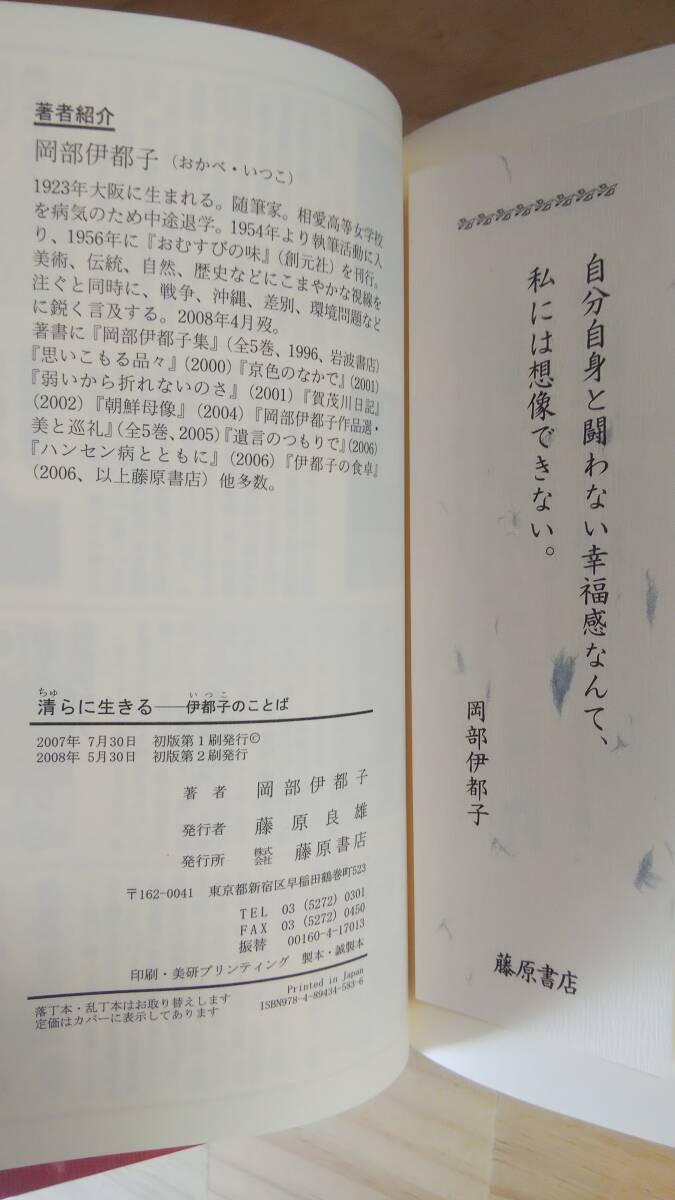 著者紹介
岡部伊都子（おかべ・いつこ）
1923年大阪に生まれる。随筆家。相愛高等女学校
を病気のため中途退学。1954年より執筆活動に入
り、1956年に『おむすびの味』（創元社）を刊行。
美術、伝統、自然、歴史などにこまやかな視線を
注ぐと同時に、戦争、沖縄、差別、環境問題など
に鋭く言及する。2008年4月歿。
著書に『岡部伊都子集』（全5巻、1996、岩波書店）
『思いこもる品々』（2000）『京色のなかで』（2001）
『弱いから折れないのさ』（2001）『賀茂川日記』
（2002）『朝鮮母像』（2004）『岡部伊都子作品選・
美と巡礼』（全5巻、2005）『遺言のつもりで』（2006）
『ハンセン病とともに』（2006）『伊都子の食卓』
（2006、以上藤原書店）他多数。
ちゅ いつこ
清らに生きる――伊都子のことば
2007年 7月30日 初版第1刷発行©
2008年 5月30日 初版第2刷発行
著者 岡部伊都子
発行者 藤原良雄
発行所 株式会社 藤原書店
〒162-0041 東京都新宿区早稲田鶴巻町523
TEL 03（5272）0301
FAX 03（5272）0450
振替 00160-4-17013
印刷・美研プリンティング 製本・誠製本
落丁本・乱丁本はお取り替えします Printed in Japan
定価はカバーに表示してあります ISBN978-4-89434-583-6
自分自身と闘わない幸福感なんて、
私には想像できない。
岡部伊都子
藤原書店